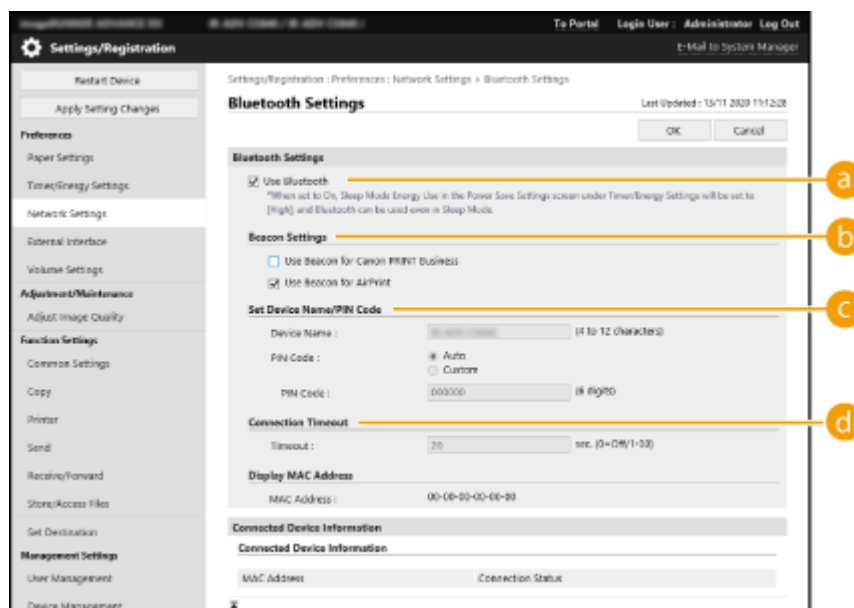 To Portal Login User : Administrator Log Out
Settings/Registration
E-Mail to System Manager
Restart Device
Apply Setting Changes
Preferences
Paper Settings
Timer/Energy Settings
Network Settings
External Interface
Volume Settings
Adjustment/Maintenance
Adjust Image Quality
Function Settings
Common Settings
Copy
Printer
Send
Receive/Forward
Store/Access Files
Set Destination
Management Settings
User Management
Device Management
Settings/Registration : Preferences : Network Settings > Bluetooth Settings
Bluetooth Settings
Last Updated : 13/11 2020 11:12:28
OK Cancel
Bluetooth Settings
Use Bluetooth
*When set to On, Sleep Mode Energy Use in the Power Save Settings screen under Timer/Energy Settings will be set to
[High], and Bluetooth can be used even in Sleep Mode.
a
Beacon Settings
b
Use Beacon for Canon PRINT Business
Use Beacon for AirPrint
Set Device Name/PIN Code
c
Device Name : (4 to 12 characters)
PIN Code : Auto
Custom
PIN Code : 000000 (6 digits)
Connection Timeout
d
Timeout : 20 sec. (0=Off/1-30)
Display MAC Address
MAC Address : 00-00-00-00-00-00
Connected Device Information
Connected Device Information
MAC Address Connection Status